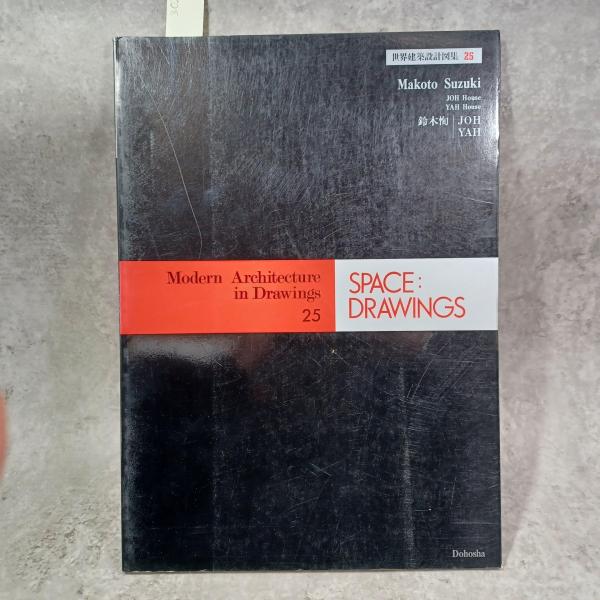 世界建築設計図集 25
Makoto Suzuki
JOH House
YAH House
鈴木恂 | JOH
YAH
Modern Architecture
in Drawings
25
SPACE:
DRAWINGS
Dohosha